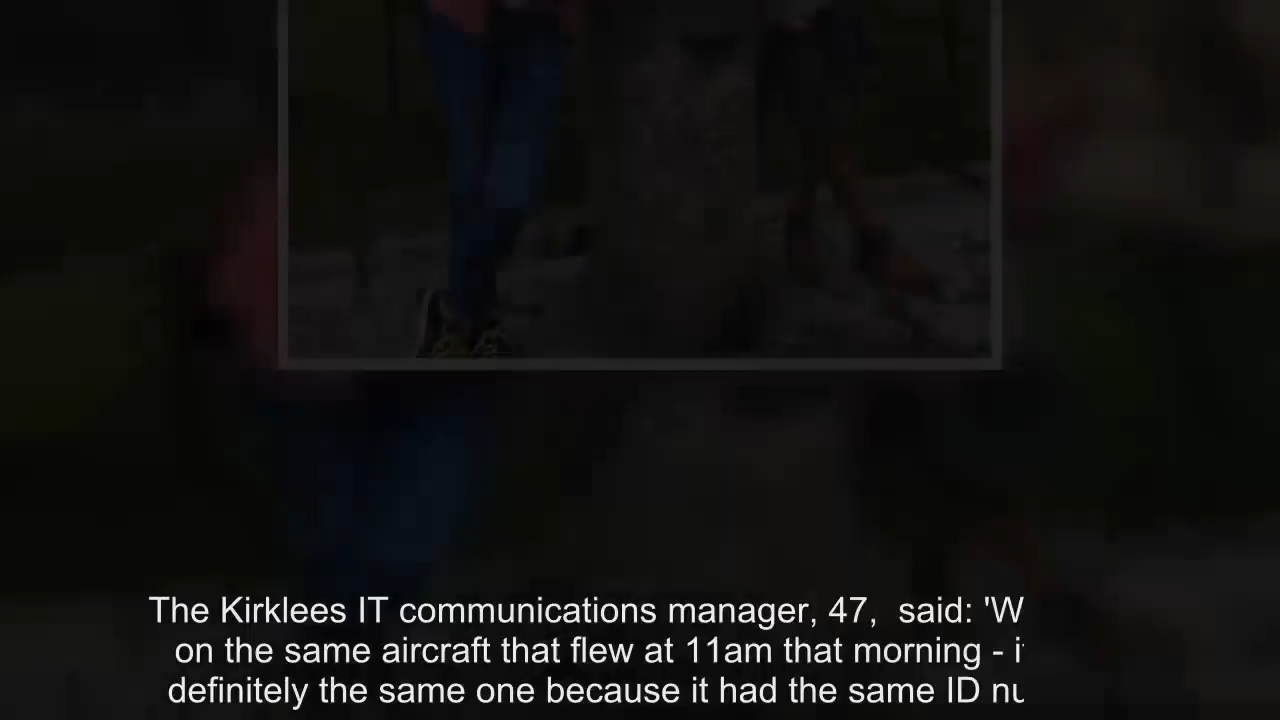 The Kirklees IT communications manager, 47, said: 'W
on the same aircraft that flew at 11am that morning - i
definitely the same one because it had the same ID nu